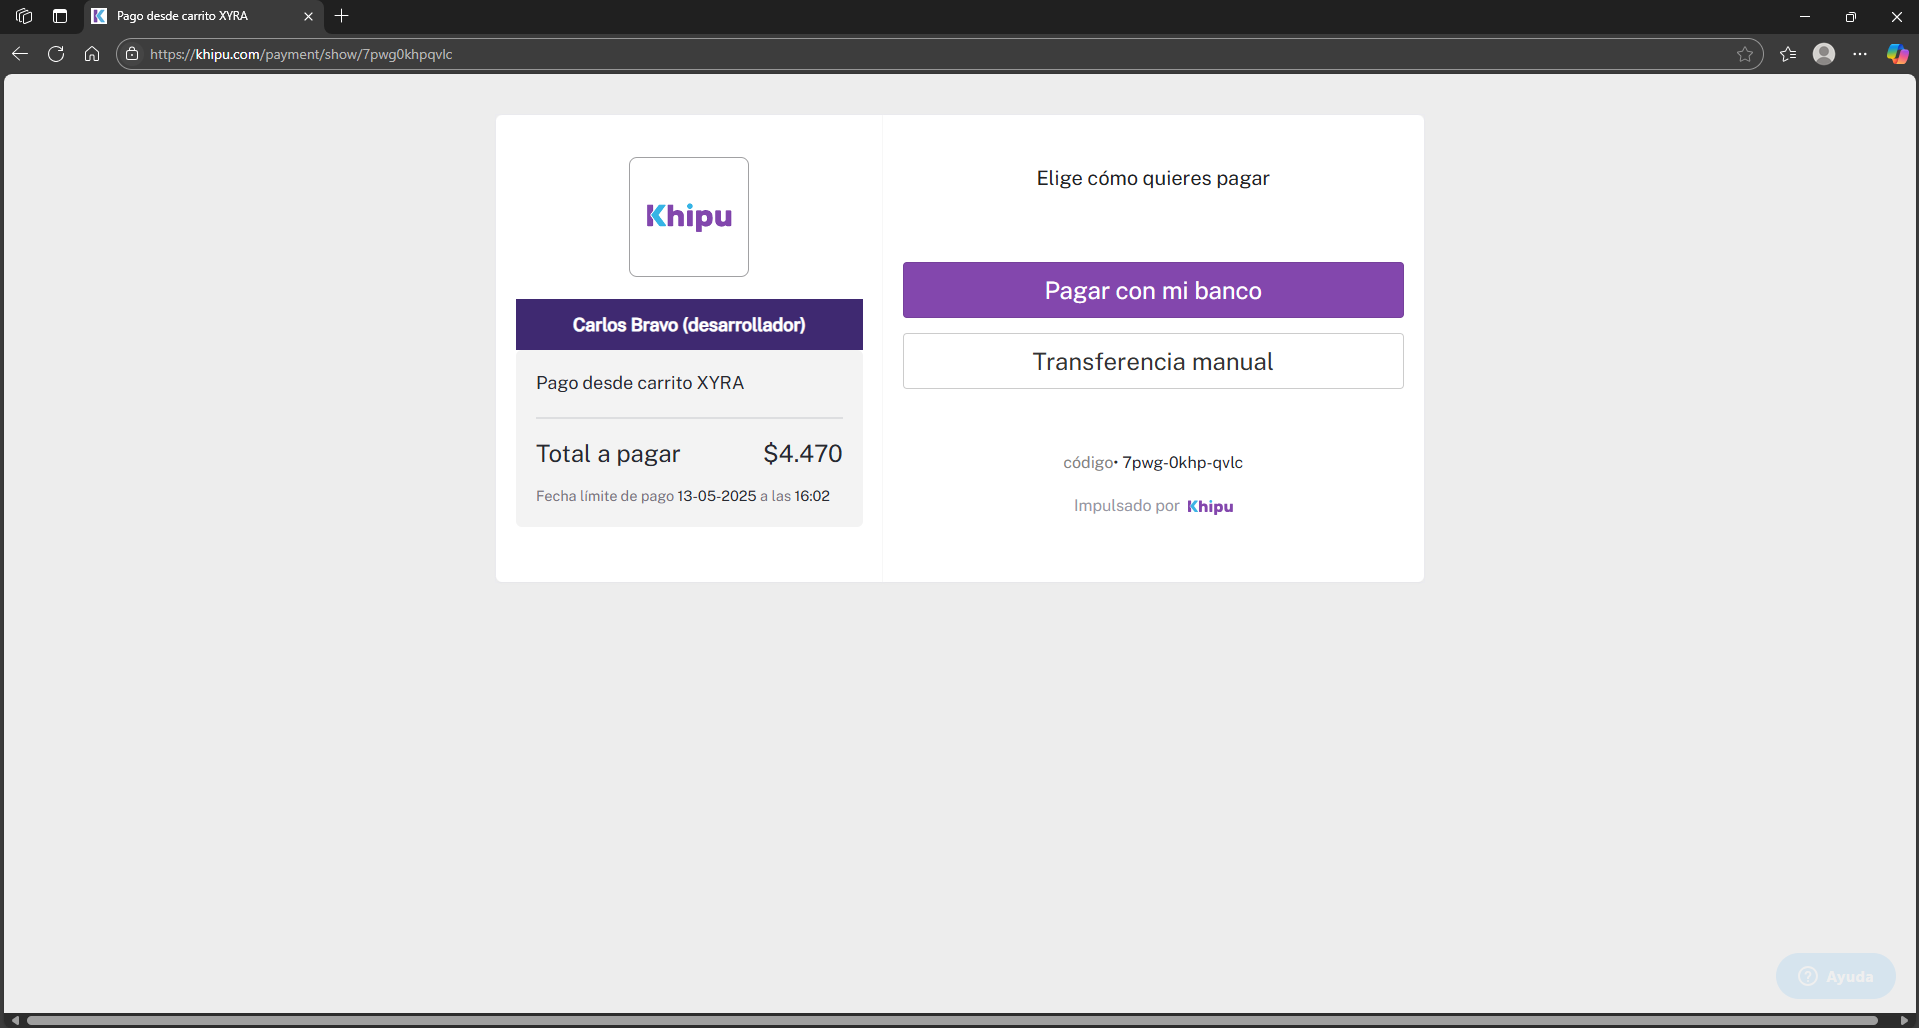 Pago desde carrito XYRA
https://khipu.com/payment/show/7pwg0khpqvlc
Khipu
Carlos Bravo (desarrollador)
Pago desde carrito XYRA
Total a pagar $4.470
Fecha límite de pago 13-05-2025 a las 16:02
Elige cómo quieres pagar
Pagar con mi banco
Transferencia manual
código• 7pwg-0khp-qvlc
Impulsado por Khipu
Ayuda